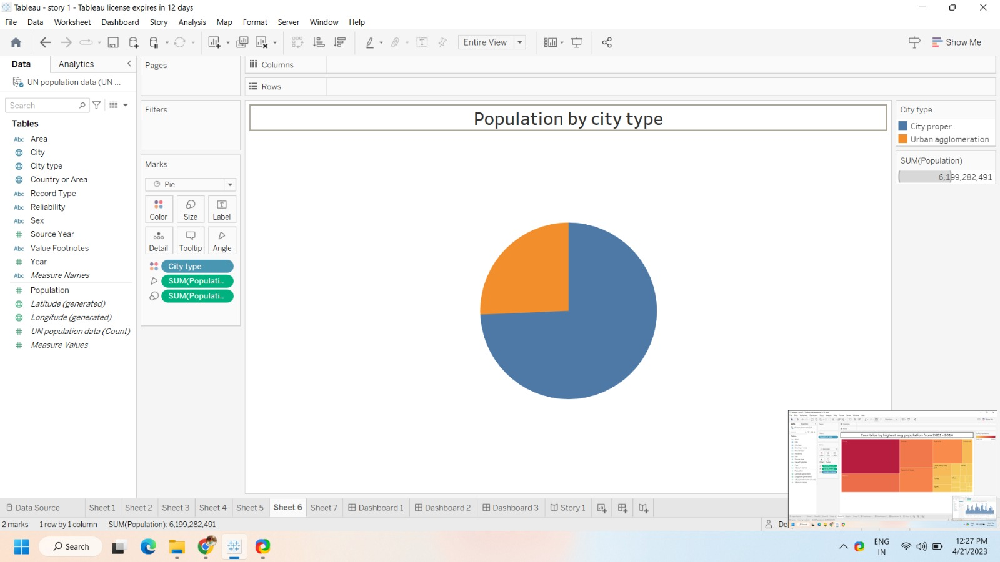 Tableau - story 1 - Tableau license expires in 12 days
File Data Worksheet Dashboard Story Analysis Map Format Server Window Help
Entire View
Show Me
Data Analytics
UN population data (UN ...
Search
Tables
Abc Area
City
City type
Country or Area
Abc Record Type
Abc Reliability
Abc Sex
# Source Year
Abc Value Footnotes
# Year
Abc Measure Names
# Population
Latitude (generated)
Longitude (generated)
# UN population data (Count)
# Measure Values
Pages
Filters
Marks
Pie
Color Size Label
Detail Tooltip Angle
City type
SUM(Populati..
SUM(Populati..
Columns
Rows
Population by city type
City type
City proper
Urban agglomeration
SUM(Population)
6,199,282,491
Countries by highest avg population from 2001 - 2014
Data Source Sheet 1 Sheet 2 Sheet 3 Sheet 4 Sheet 5 Sheet 6 Sheet 7 Dashboard 1 Dashboard 2 Dashboard 3 Story 1
2 marks 1 row by 1 column SUM(Population): 6,199,282,491
De
Search
ENG
IN
12:27 PM
4/21/2023